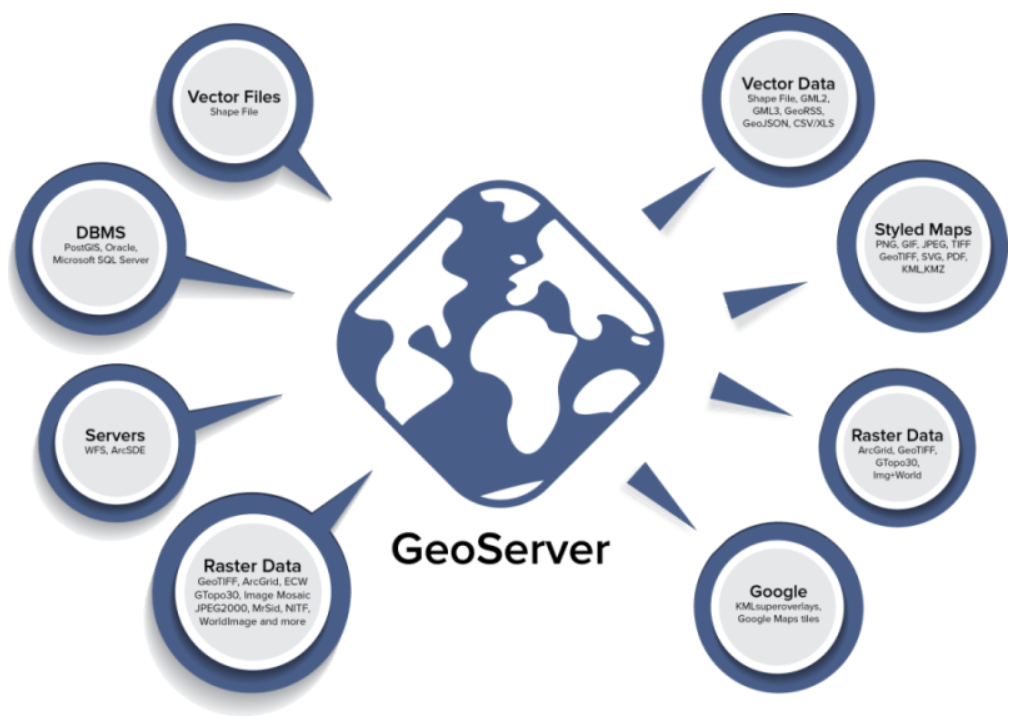 Vector Files
Shape File
DBMS
PostGIS, Oracle,
Microsoft SQL Server
Servers
WFS, ArcSDE
Raster Data
GeoTIFF, ArcGrid, ECW
GTopo30, Image Mosaic
JPEG2000, MrSid, NITF,
WorldImage and more
GeoServer
Vector Data
Shape File, GML2,
GML3, GeoRSS,
GeoJSON, CSV/XLS
Styled Maps
PNG, GIF, JPEG, TIFF
GeoTIFF, SVG, PDF,
KML,KMZ
Raster Data
ArcGrid, GeoTIFF,
GTopo30,
Img+World
Google
KMLsuperoverlays,
Google Maps tiles